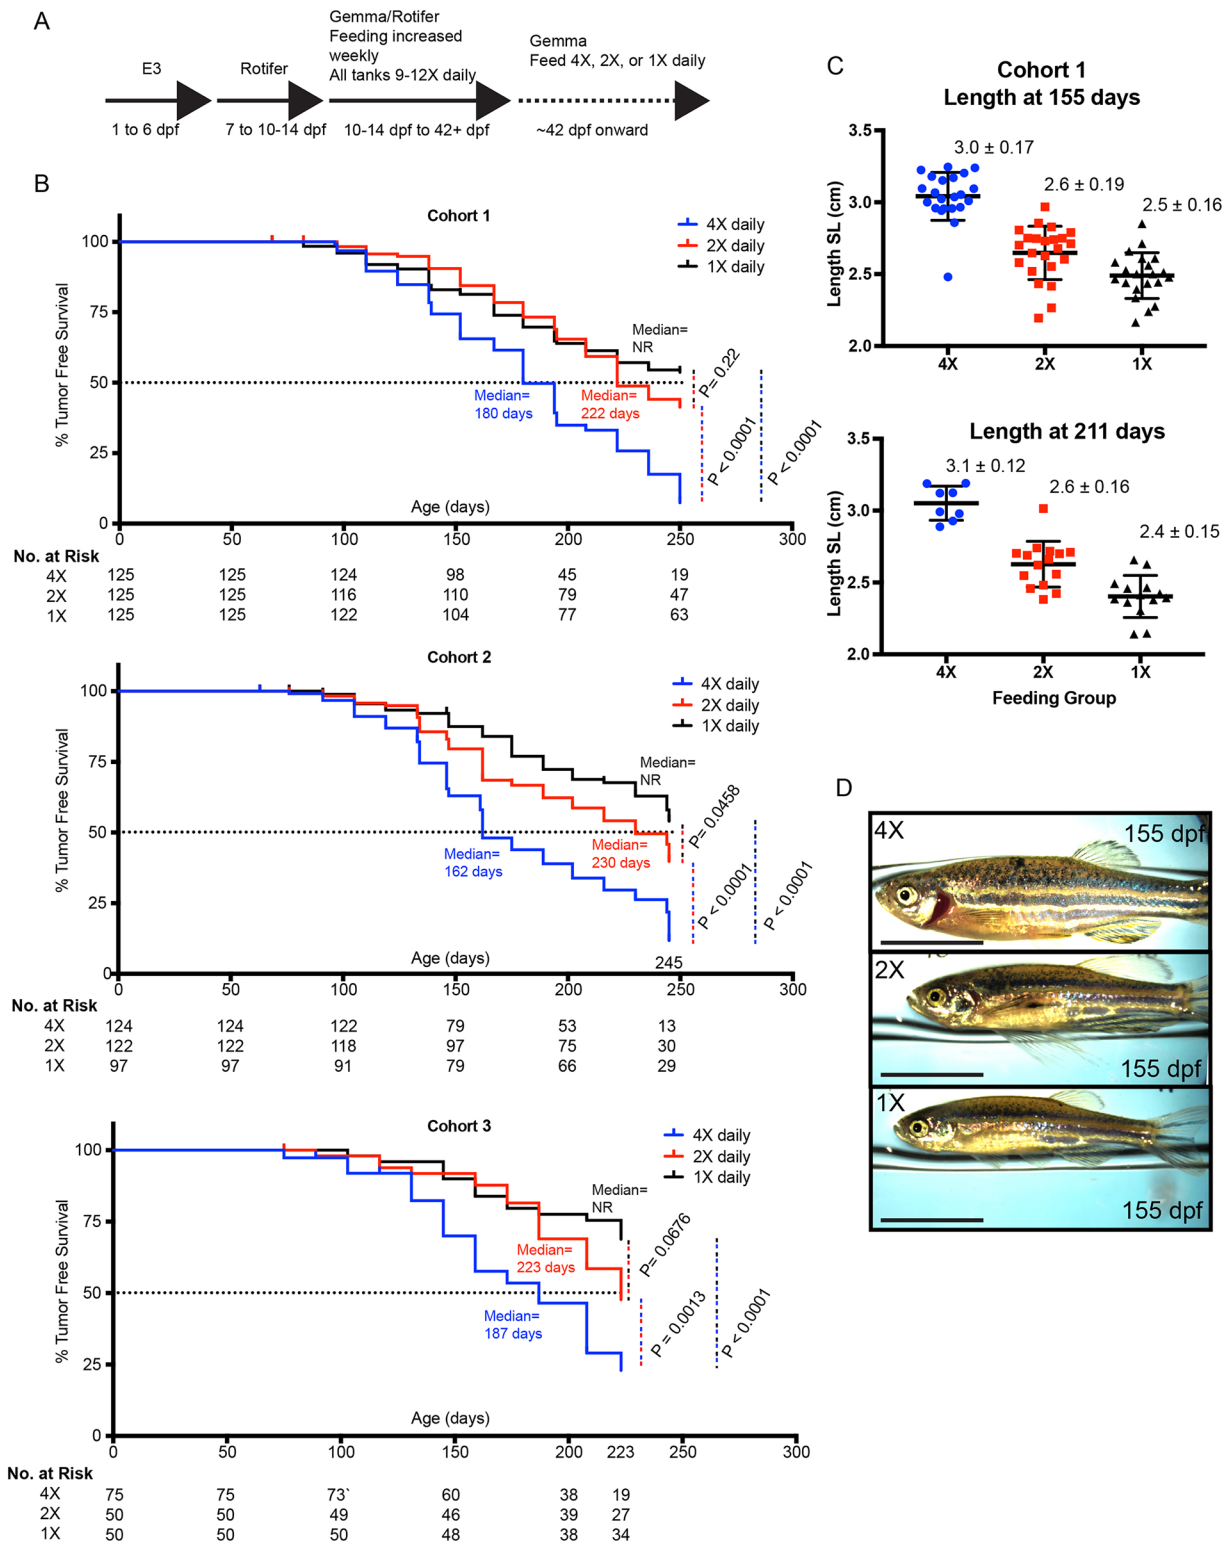 A
E3
Rotifer
Gemma/Rotifer
Feeding increased
weekly
All tanks 9-12X daily
Gemma
Feed 4X, 2X, or 1X daily
1 to 6 dpf
7 to 10-14 dpf
10-14 dpf to 42+ dpf
~42 dpf onward
B
Cohort 1
4X daily
2X daily
1X daily
% Tumor Free Survival
100
75
50
25
0
Median=
NR
Median=
180 days
Median=
222 days
P= 0.22
P < 0.0001
P < 0.0001
Age (days)
0 50 100 150 200 250 300
No. at Risk
4X 125 125 124 98 45 19
2X 125 125 116 110 79 47
1X 125 125 122 104 77 63
Cohort 2
4X daily
2X daily
1X daily
% Tumor Free Survival
100
75
50
25
0
Median=
NR
Median=
162 days
Median=
230 days
P= 0.0458
P < 0.0001
P < 0.0001
Age (days)
245
0 50 100 150 200 250 300
No. at Risk
4X 124 124 122 79 53 13
2X 122 122 118 97 75 30
1X 97 97 91 79 66 29
Cohort 3
4X daily
2X daily
1X daily
% Tumor Free Survival
100
75
50
25
0
Median=
NR
Median=
223 days
Median=
187 days
P= 0.0676
P = 0.0013
P < 0.0001
Age (days)
0 50 100 150 200 223 250 300
No. at Risk
4X 75 75 73` 60 38 19
2X 50 50 49 46 39 27
1X 50 50 50 48 38 34
C
Cohort 1
Length at 155 days
Length SL (cm)
3.5
3.0
2.5
2.0
3.0 ± 0.17
2.6 ± 0.19
2.5 ± 0.16
4X 2X 1X
Length at 211 days
Length SL (cm)
3.5
3.0
2.5
2.0
3.1 ± 0.12
2.6 ± 0.16
2.4 ± 0.15
4X 2X 1X
Feeding Group
D
4X
155 dpf
2X
155 dpf
1X
155 dpf